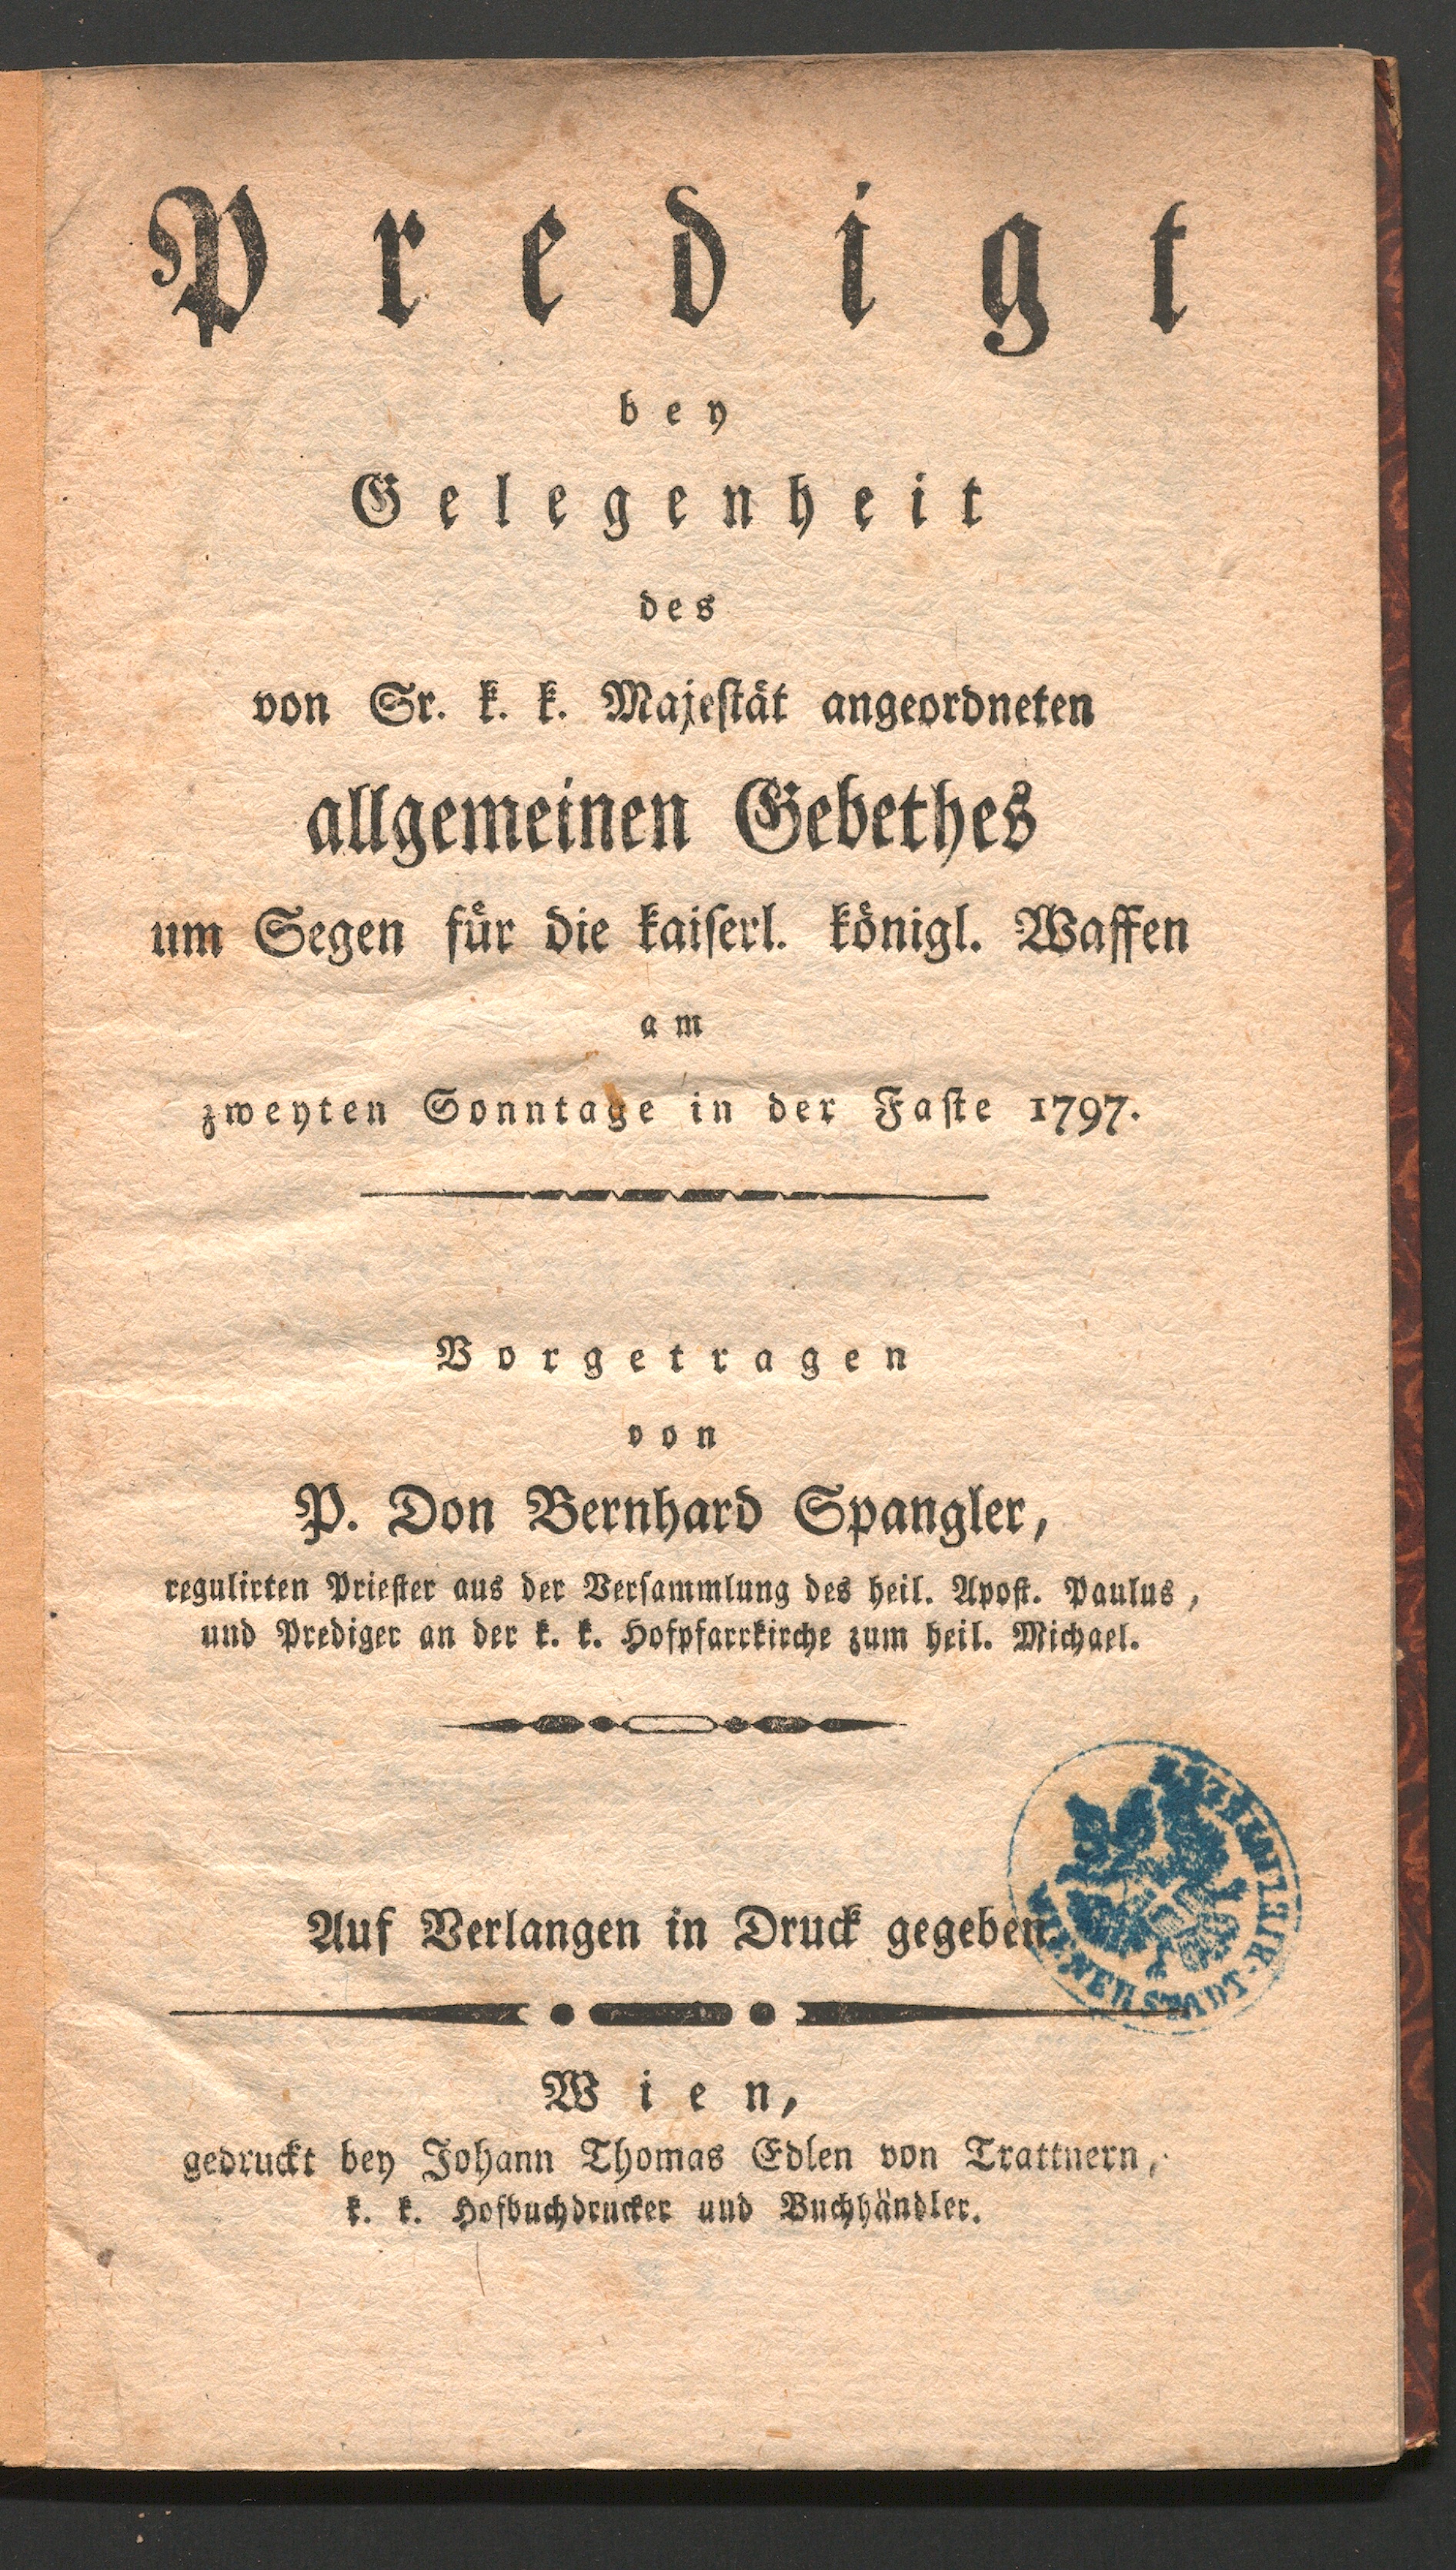 Predigt
bey
Gelegenheit
des
von Sr. k. k. Majeſtät angeordneten
allgemeinen Gebethes
um Segen für die kaiſerl. königl. Waffen
am
zweyten Sonntage in der Faſte 1797.
Vorgetragen
von
P. Don Bernhard Spangler,
regulirten Prieſter aus der Verſammlung des heil. Apoſt. Paulus,
und Prediger an der k. k. Hofpfarrkirche zum heil. Michael.
Auf Verlangen in Druck gegeben.
Wien,
gedruckt bey Johann Thomas Edlen von Trattnern,
k. k. Hofbuchdrucker und Buchhändler.